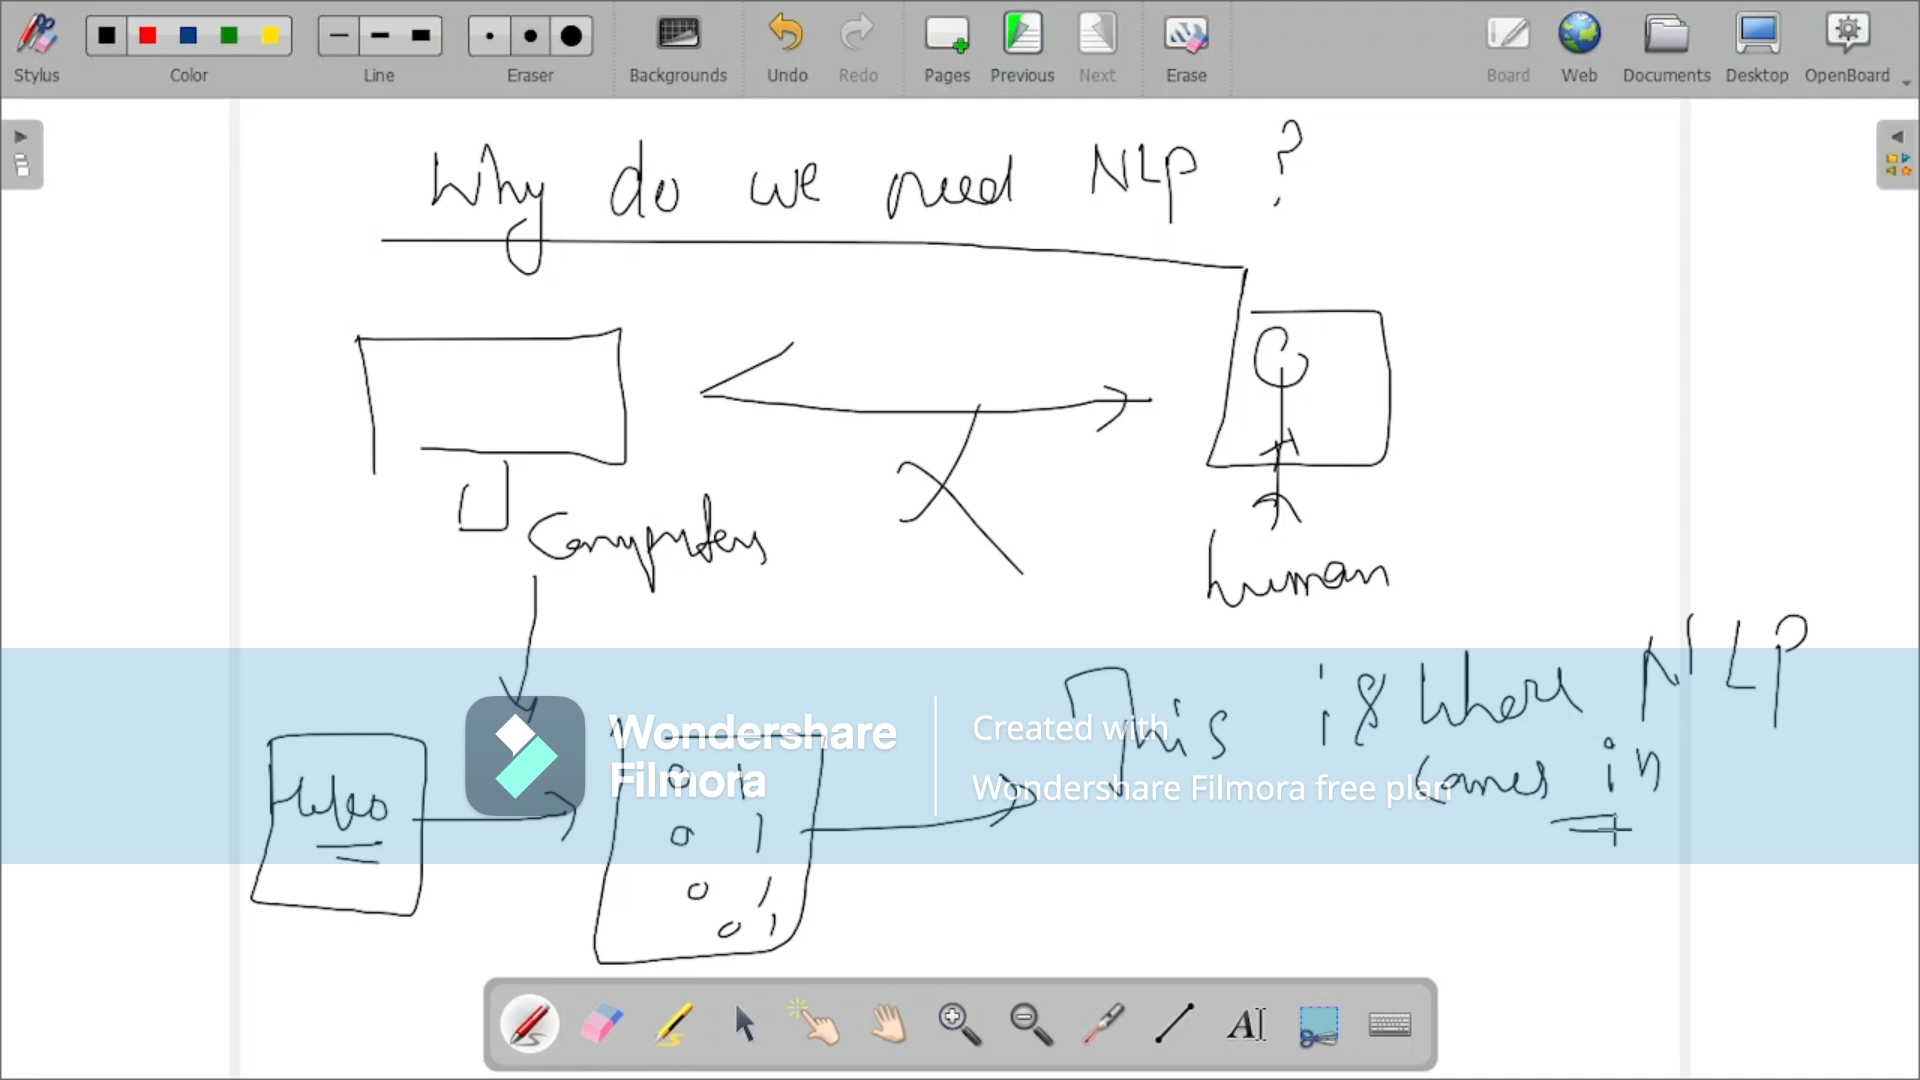 Stylus Color Line Eraser Backgrounds Undo Redo Pages Previous Next Erase Board Web Documents Desktop OpenBoard
Why do we need NLP ?
Computers
human
This is where NLP
comes in
Wondershare
Filmora
Created with
Wondershare Filmora free plan
Hello
0 1
0 1
0 1
0 1